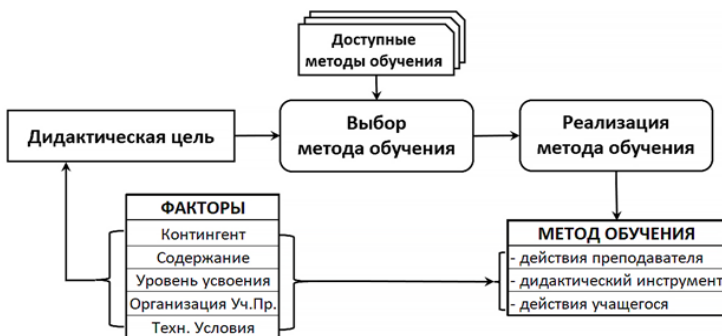 Доступные
методы обучения
Дидактическая цель
Выбор
метода обучения
Реализация
метода обучения
ФАКТОРЫ
Контингент
Содержание
Уровень усвоения
Организация Уч.Пр.
Техн. Условия
МЕТОД ОБУЧЕНИЯ
- действия преподавателя
- дидактический инструмент
- действия учащегося